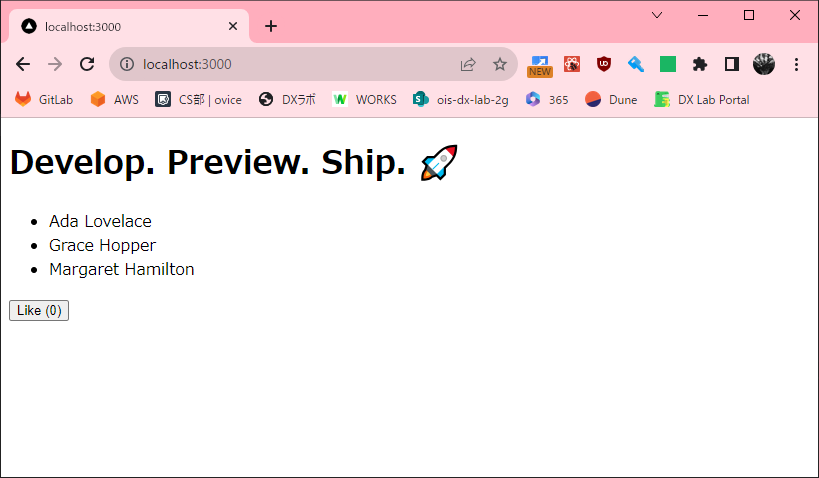 localhost:3000
localhost:3000
NEW
GitLab AWS CS部 | ovice DXラボ WORKS ois-dx-lab-2g 365 Dune DX Lab Portal
Develop. Preview. Ship. 🚀
Ada Lovelace
Grace Hopper
Margaret Hamilton
Like (0)